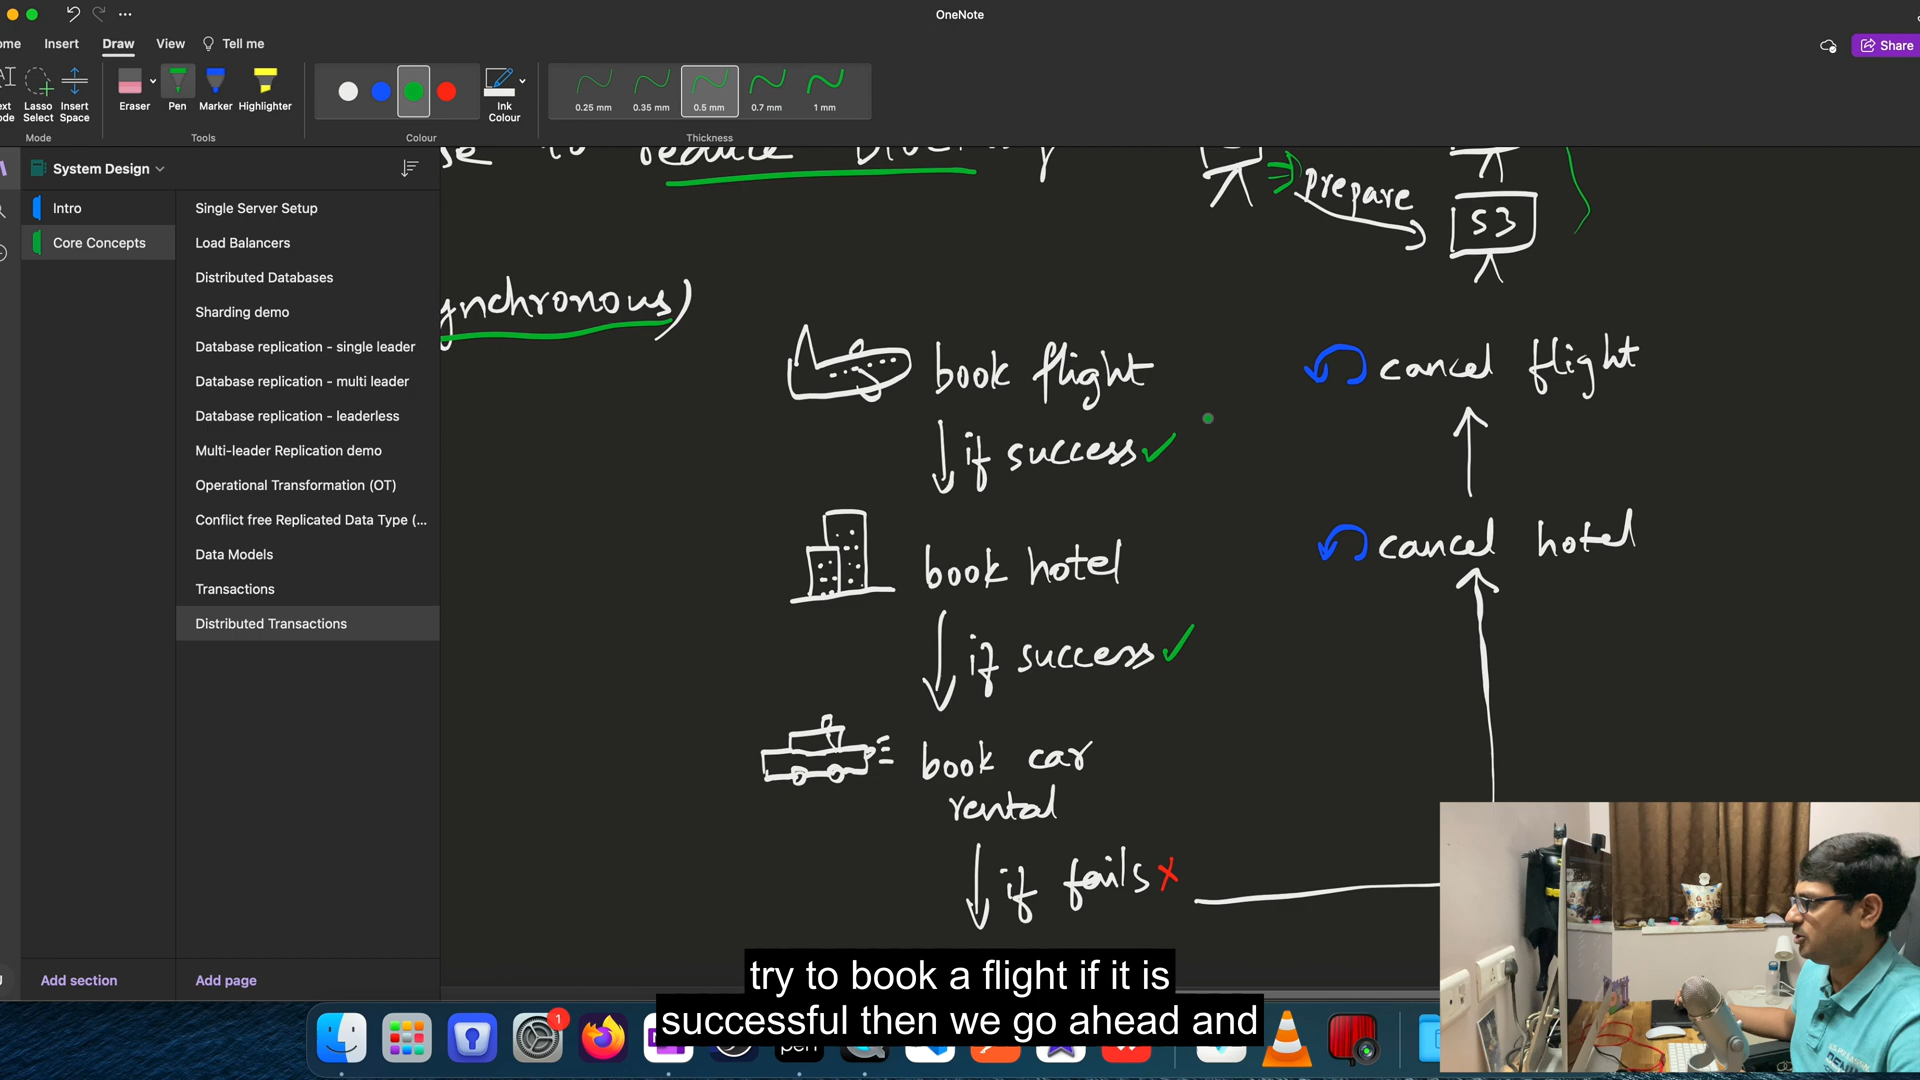 OneNote
Insert
Draw
View
Tell me
Share
Eraser
Pen
Marker
Highlighter
Lasso
Select
Insert
Space
Ink
Colour
0.25 mm
0.35 mm
0.5 mm
0.7 mm
1 mm
Mode
Tools
Colour
Thickness
System Design
Intro
Core Concepts
Single Server Setup
Load Balancers
Distributed Databases
Sharding demo
Database replication - single leader
Database replication - multi leader
Database replication - leaderless
Multi-leader Replication demo
Operational Transformation (OT)
Conflict free Replicated Data Type (...
Data Models
Transactions
Distributed Transactions
Add section
Add page
to reduce
prepare
S3
ynchronous)
book flight
if success ✓
book hotel
if success ✓
book car
rental
if fails x
cancel flight
cancel hotel
try to book a flight if it is
successful then we go ahead and
1